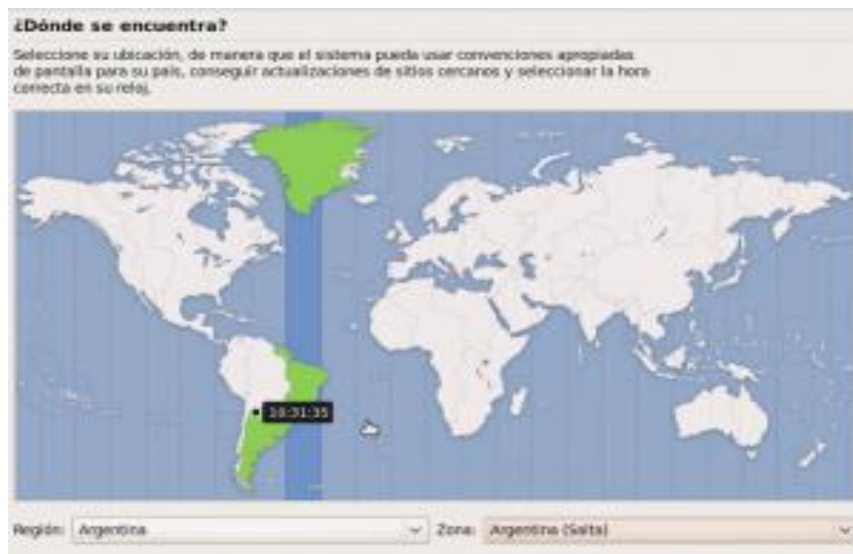 ¿Dónde se encuentra?
Seleccione su ubicación, de manera que el sistema pueda usar convenciones apropiadas
de pantalla para su país, conseguir actualizaciones de sitios cercanos y seleccionar la hora
correcta en su reloj.
10:31:35
Región: Argentina
Zona: Argentina (Salta)